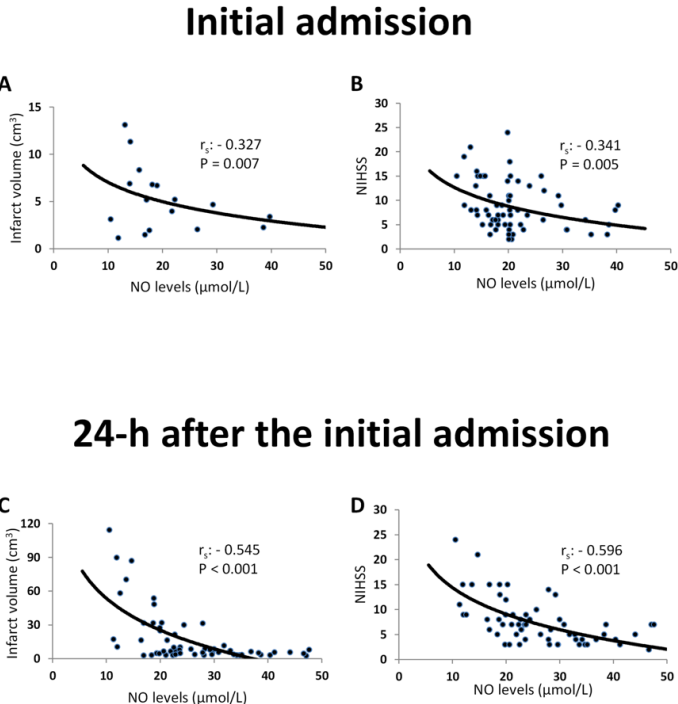 Initial admission
A
Infarct volume (cm³)
15
10
5
0
rₛ: - 0.327
P = 0.007
0 10 20 30 40 50
NO levels (μmol/L)
B
NIHSS
30
25
20
15
10
5
0
rₛ: - 0.341
P = 0.005
0 10 20 30 40 50
NO levels (μmol/L)
24-h after the initial admission
C
Infarct volume (cm³)
120
90
60
30
0
rₛ: - 0.545
P < 0.001
0 10 20 30 40 50
NO levels (μmol/L)
D
NIHSS
30
25
20
15
10
5
0
rₛ: - 0.596
P < 0.001
0 10 20 30 40 50
NO levels (μmol/L)